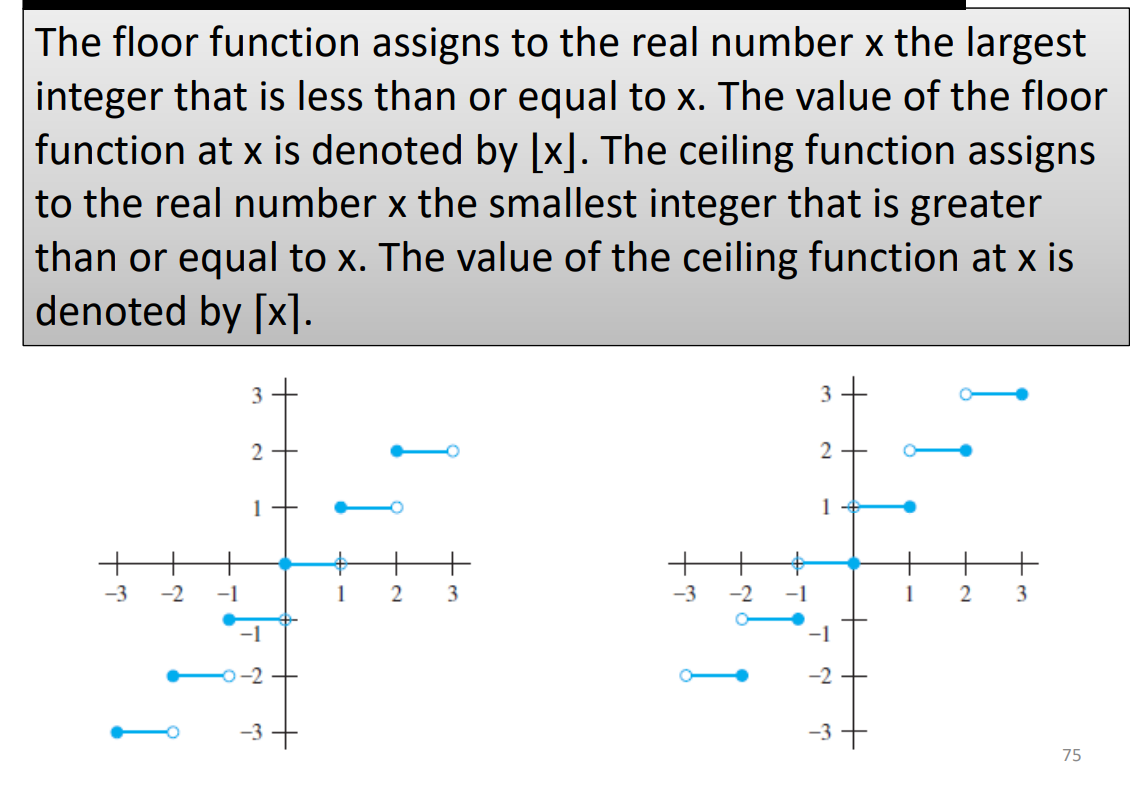 The floor function assigns to the real number x the largest
integer that is less than or equal to x. The value of the floor
function at x is denoted by ⌊x⌋. The ceiling function assigns
to the real number x the smallest integer that is greater
than or equal to x. The value of the ceiling function at x is
denoted by ⌈x⌉.
3
2
1
−3 −2 −1 1 2 3
−1
−2
−3
3
2
1
−3 −2 −1 1 2 3
−1
−2
−3
75